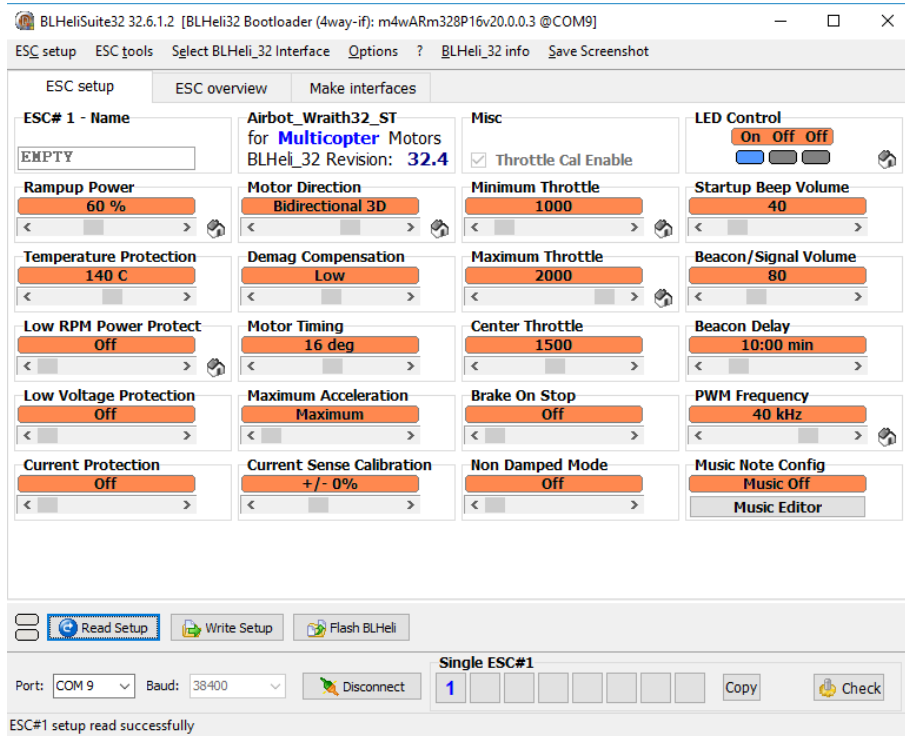 BLHeliSuite32 32.6.1.2 [BLHeli32 Bootloader (4way-if): m4wARm328P16v20.0.0.3 @COM9]
ESC setup ESC tools Select BLHeli_32 Interface Options ? BLHeli_32 info Save Screenshot
ESC setup ESC overview Make interfaces
ESC# 1 - Name
EMPTY
Airbot_Wraith32_ST
for Multicopter Motors
BLHeli_32 Revision: 32.4
Misc
Throttle Cal Enable
LED Control
On Off Off
Rampup Power
60 %
Motor Direction
Bidirectional 3D
Minimum Throttle
1000
Startup Beep Volume
40
Temperature Protection
140 C
Demag Compensation
Low
Maximum Throttle
2000
Beacon/Signal Volume
80
Low RPM Power Protect
Off
Motor Timing
16 deg
Center Throttle
1500
Beacon Delay
10:00 min
Low Voltage Protection
Off
Maximum Acceleration
Maximum
Brake On Stop
Off
PWM Frequency
40 kHz
Current Protection
Off
Current Sense Calibration
+/- 0%
Non Damped Mode
Off
Music Note Config
Music Off
Music Editor
Read Setup Write Setup Flash BLHeli
Single ESC#1
Port: COM 9 Baud: 38400 Disconnect 1 Copy Check
ESC#1 setup read successfully